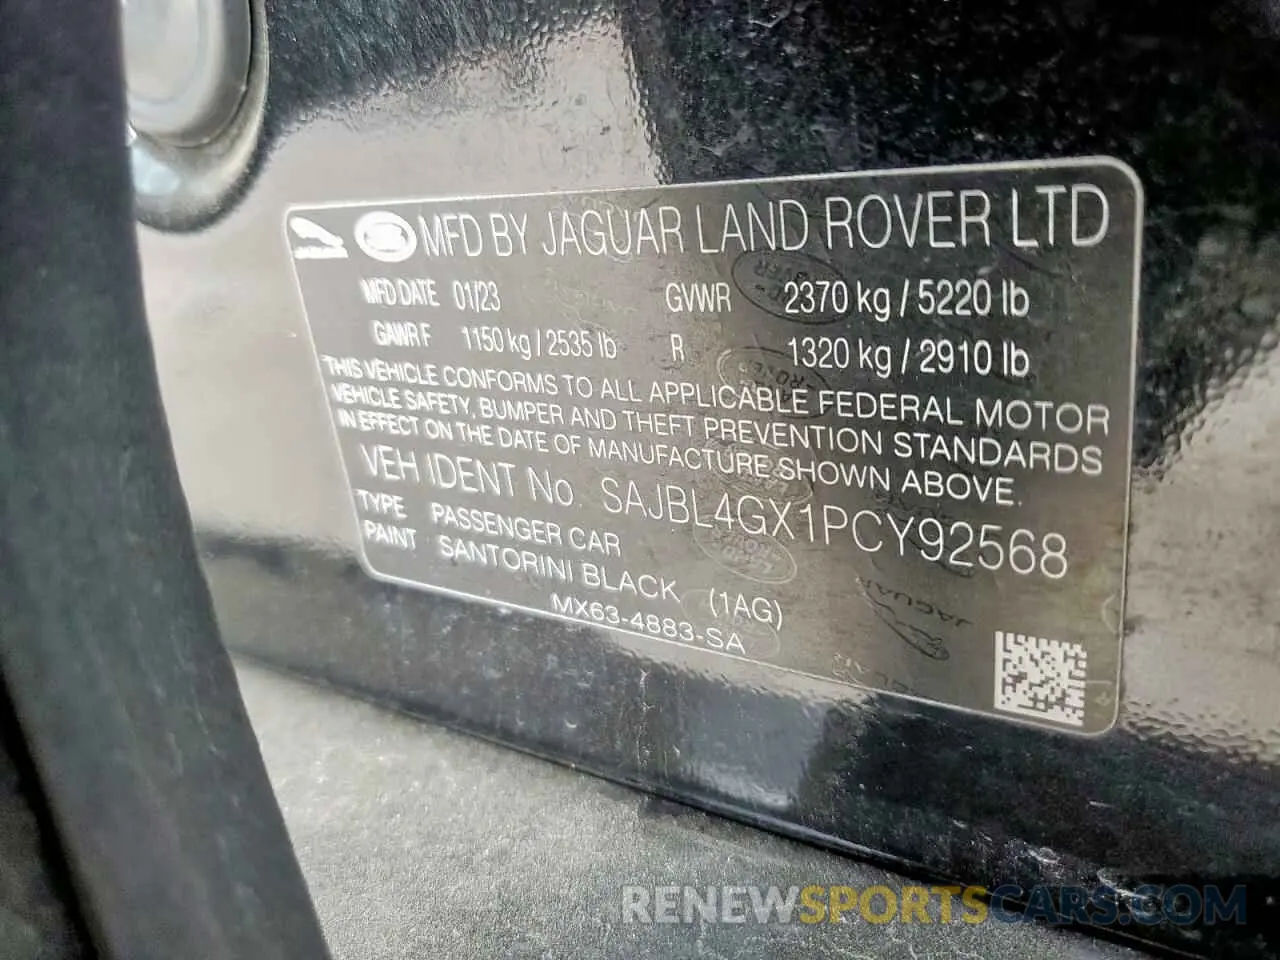 MFD BY JAGUAR LAND ROVER LTD
MFD DATE 01/23 GVWR 2370 kg / 5220 lb
GAWR F 1150 kg / 2535 lb R 1320 kg / 2910 lb
THIS VEHICLE CONFORMS TO ALL APPLICABLE FEDERAL MOTOR
VEHICLE SAFETY, BUMPER AND THEFT PREVENTION STANDARDS
IN EFFECT ON THE DATE OF MANUFACTURE SHOWN ABOVE.
VEH IDENT No. SAJBL4GX1PCY92568
TYPE PASSENGER CAR
PAINT SANTORINI BLACK (1AG)
MX63-4883-SA
RENEWSPORTSCARS.COM